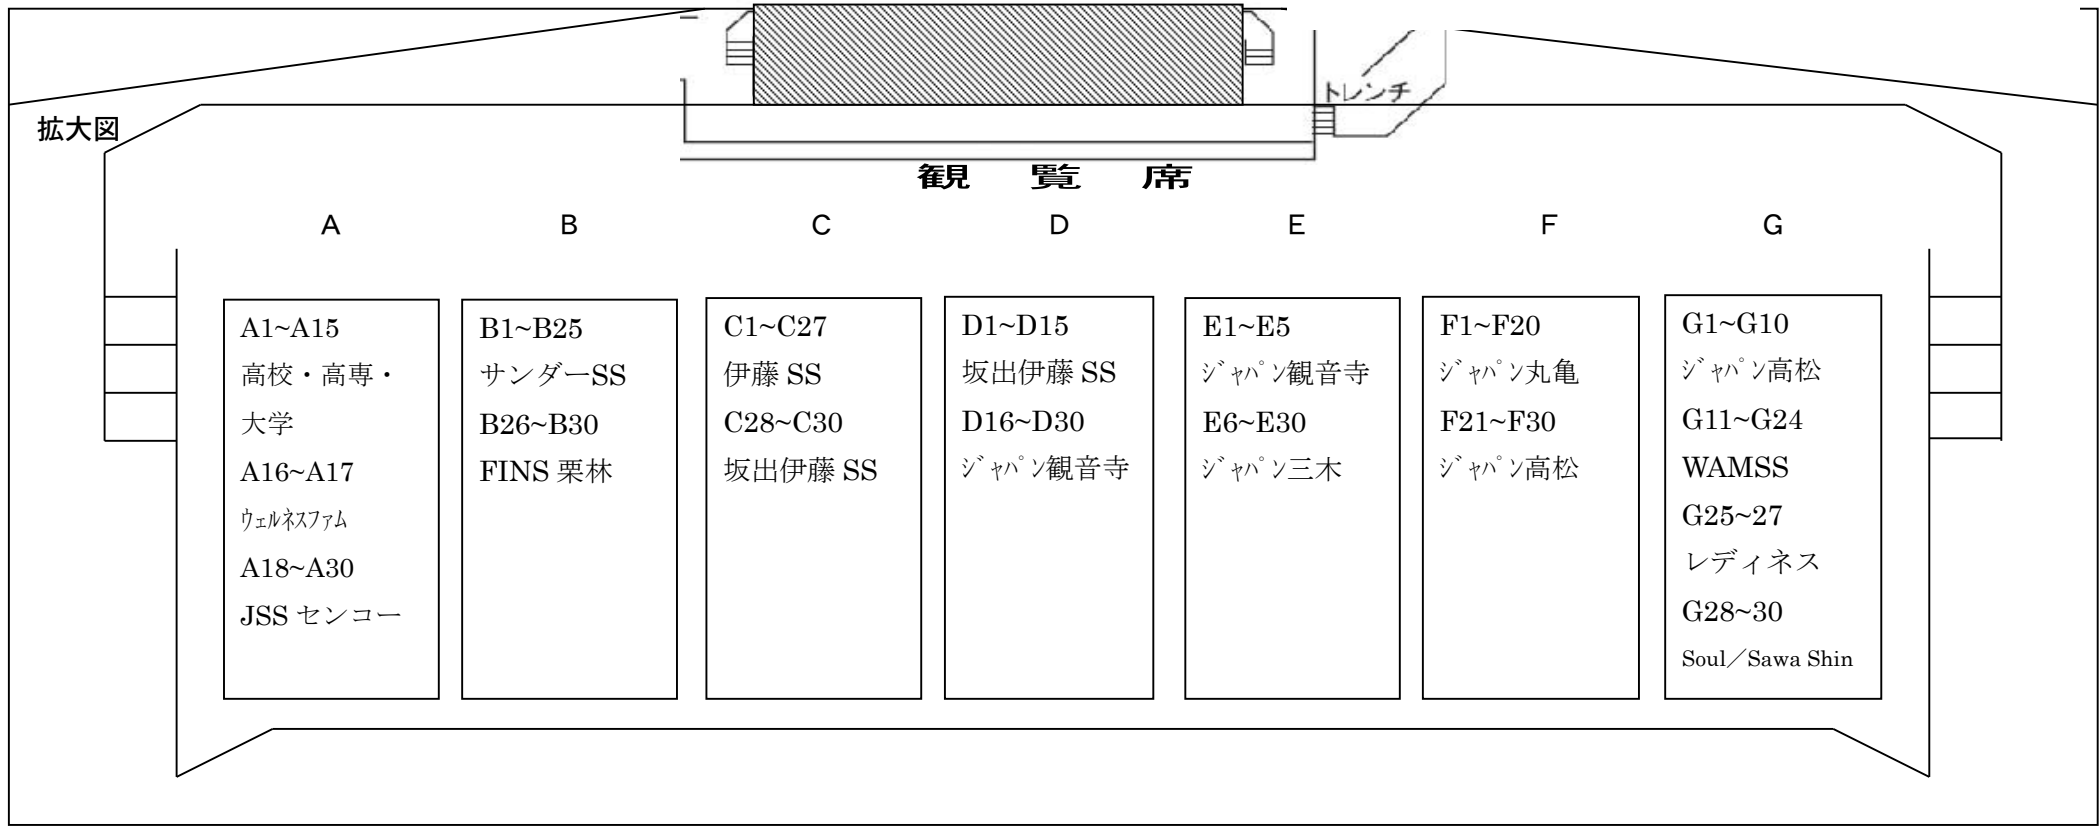 トレンチ
拡大図
観 覧 席
A B C D E F G
A1~A15
高校・高専・
大学
A16~A17
ｳｪﾙﾈｽﾌｧﾑ
A18~A30
JSS センコー
B1~B25
サンダーSS
B26~B30
FINS 栗林
C1~C27
伊藤 SS
C28~C30
坂出伊藤 SS
D1~D15
坂出伊藤 SS
D16~D30
ｼﾞｬﾊﾟﾝ観音寺
E1~E5
ｼﾞｬﾊﾟﾝ観音寺
E6~E30
ｼﾞｬﾊﾟﾝ三木
F1~F20
ｼﾞｬﾊﾟﾝ丸亀
F21~F30
ｼﾞｬﾊﾟﾝ高松
G1~G10
ｼﾞｬﾊﾟﾝ高松
G11~G24
WAMSS
G25~27
レディネス
G28~30
Soul／Sawa Shin